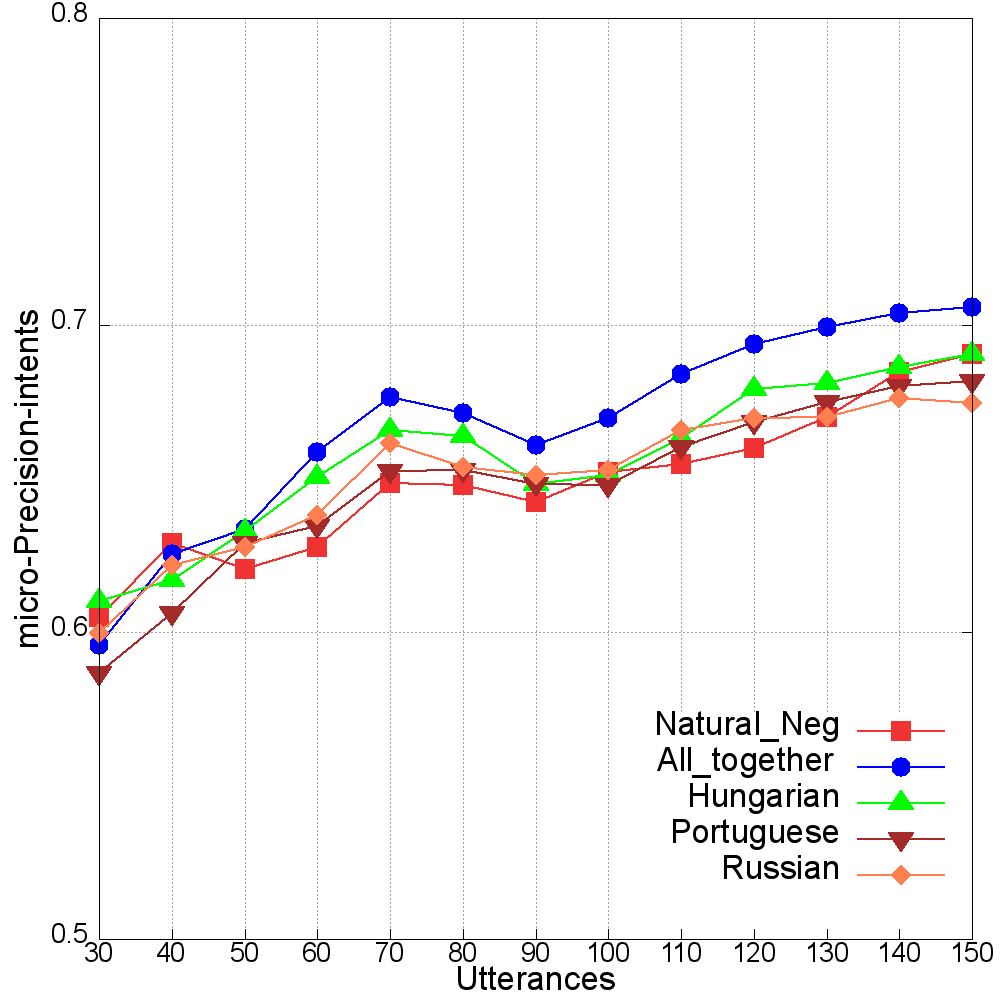 0.8
0.7
0.6
0.5
micro-Precision-intents
Natural_Neg
All_together
Hungarian
Portuguese
Russian
30 40 50 60 70 80 90 100 110 120 130 140 150
Utterances